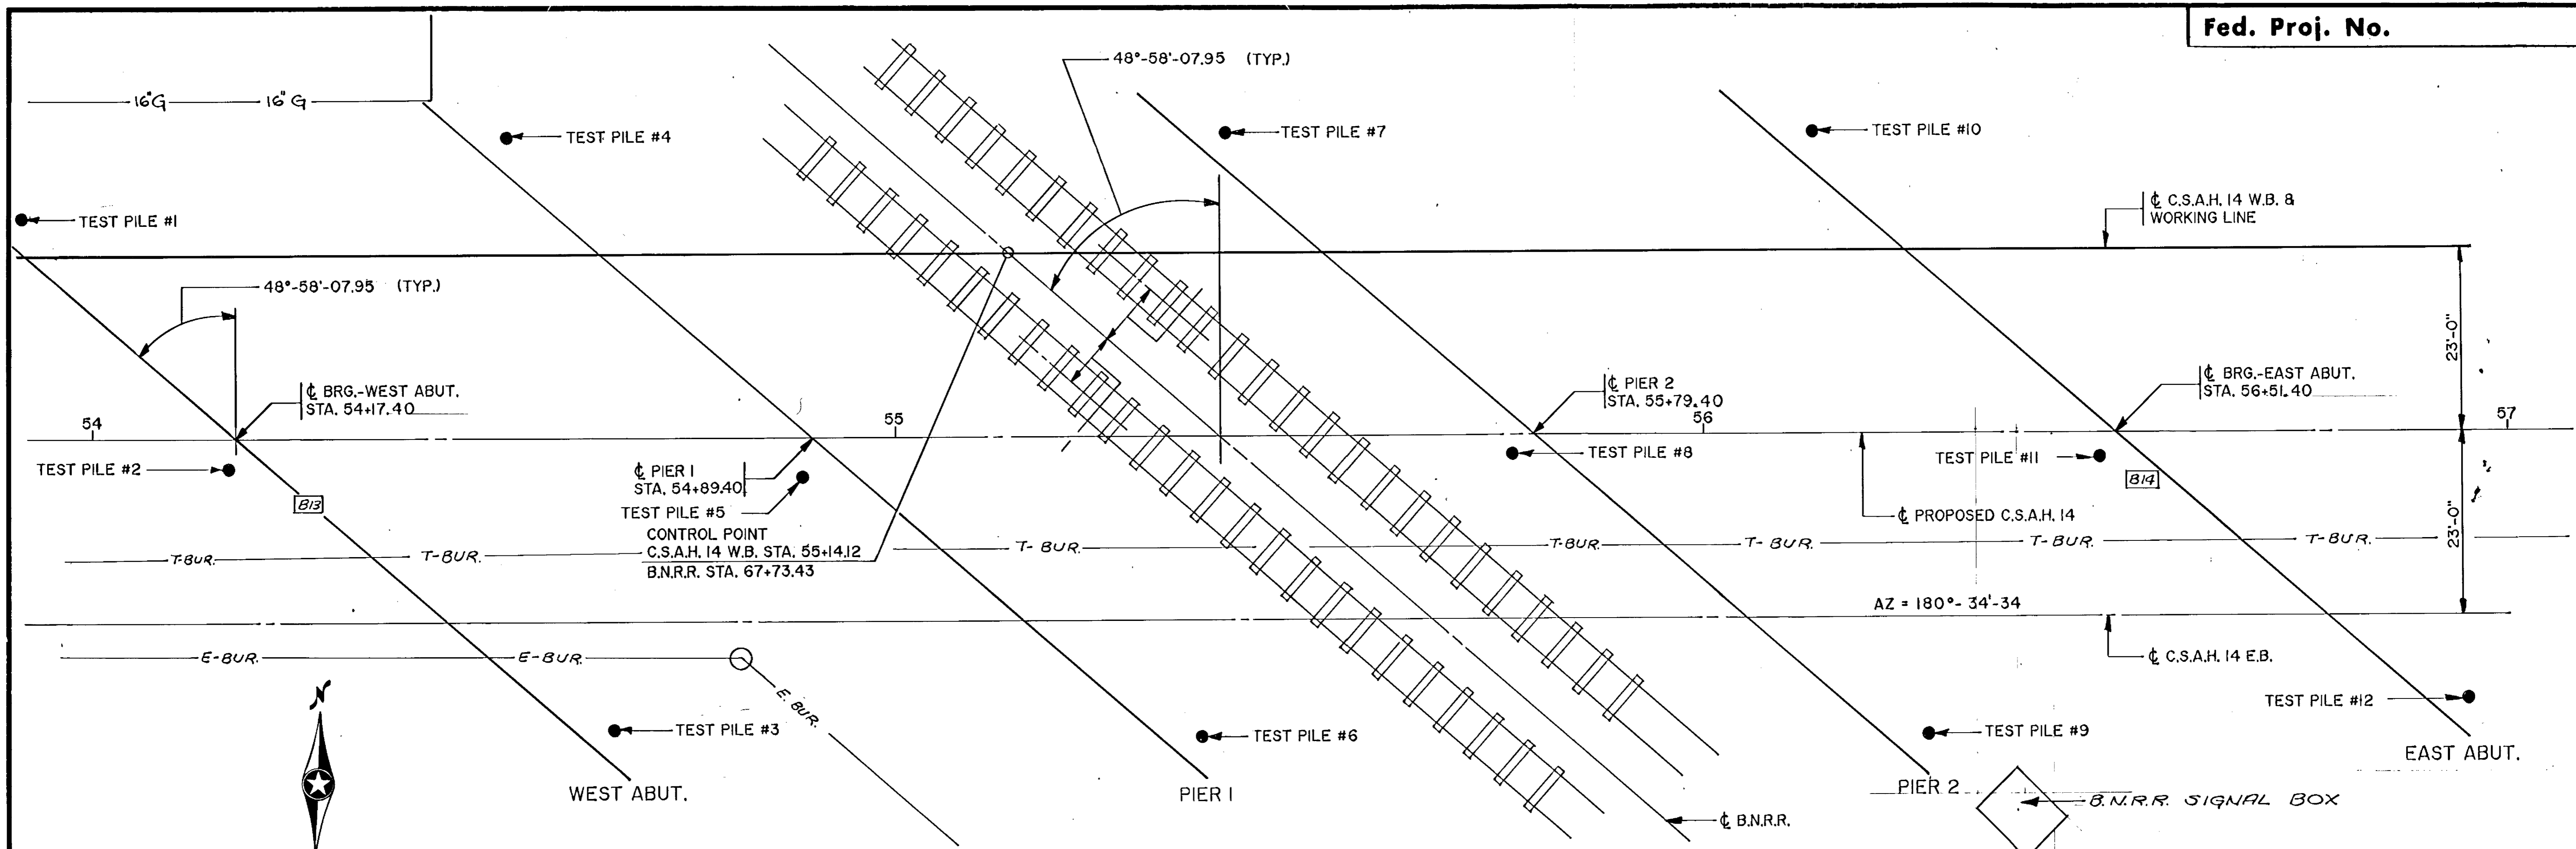 Fed. Proj. No.
48°-58'-07.95 (TYP.)
16"G 16"G
TEST PILE #4
TEST PILE #7
TEST PILE #10
TEST PILE #1
℄ C.S.A.H. 14 W.B. &
WORKING LINE
48°-58'-07.95 (TYP.)
23'-0"
℄ BRG.-WEST ABUT.
STA. 54+17.40
℄ PIER 2
STA. 55+79.40
℄ BRG.-EAST ABUT.
STA. 56+51.40
54
55
56
57
TEST PILE #2
℄ PIER 1
STA. 54+89.40
TEST PILE #8
TEST PILE #11
B13
B14
TEST PILE #5
℄ PROPOSED C.S.A.H. 14
23'-0"
CONTROL POINT
C.S.A.H. 14 W.B. STA. 55+14.12
B.N.R.R. STA. 67+73.43
T-BUR. T-BUR. T-BUR. T-BUR. T-BUR. T-BUR. T-BUR.
AZ = 180°-34'-34
E-BUR. E-BUR.
E-BUR.
℄ C.S.A.H. 14 E.B.
N
TEST PILE #3
TEST PILE #6
TEST PILE #9
TEST PILE #12
EAST ABUT.
WEST ABUT.
PIER 1
PIER 2
B.N.R.R. SIGNAL BOX
℄ B.N.R.R.